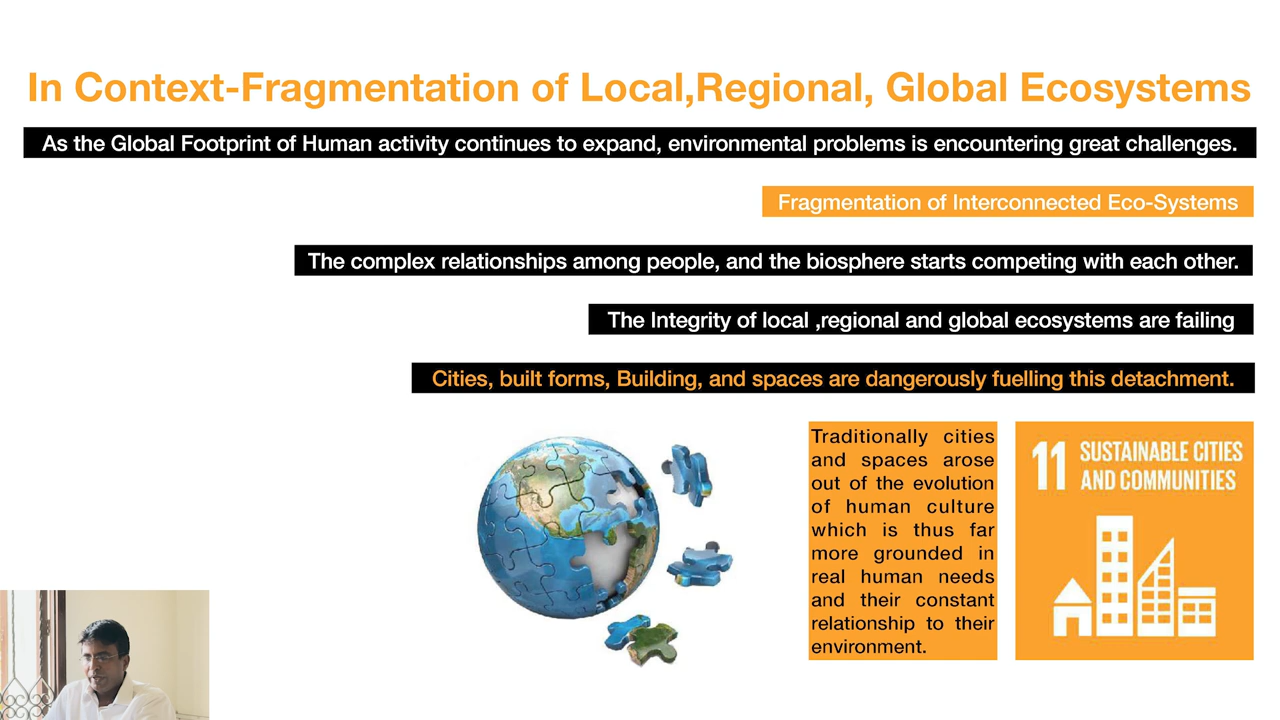 In Context-Fragmentation of Local,Regional, Global Ecosystems
As the Global Footprint of Human activity continues to expand, environmental problems is encountering great challenges.
Fragmentation of Interconnected Eco-Systems
The complex relationships among people, and the biosphere starts competing with each other.
The Integrity of local ,regional and global ecosystems are failing
Cities, built forms, Building, and spaces are dangerously fuelling this detachment.
Traditionally cities
and spaces arose
out of the evolution
of human culture
which is thus far
more grounded in
real human needs
and their constant
relationship to their
environment.
11 SUSTAINABLE CITIES
AND COMMUNITIES